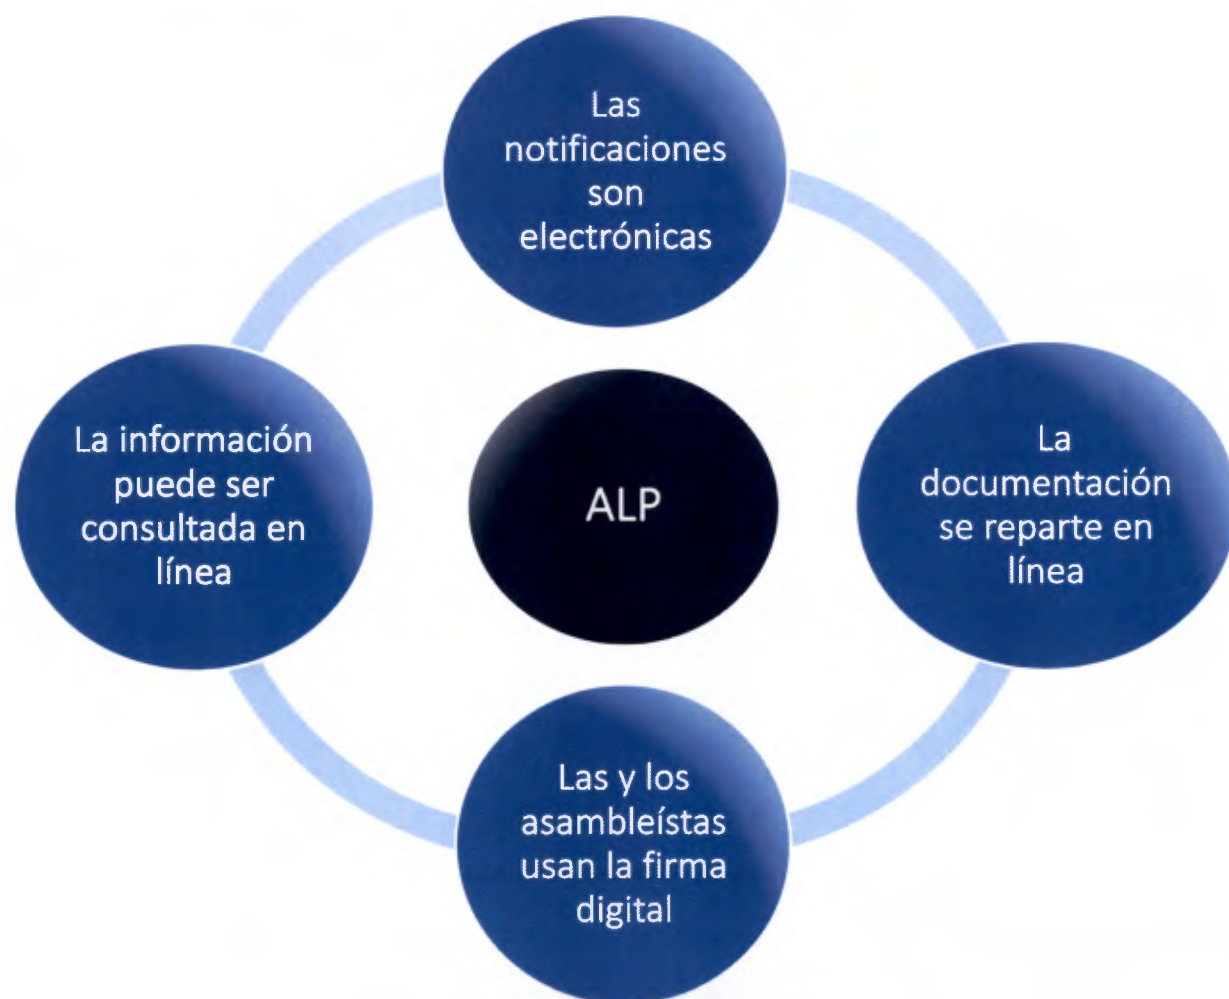 Las
notificaciones
son
electrónicas
La información
puede ser
consultada en
línea
ALP
La
documentación
se reparte en
línea
Las y los
asambleístas
usan la firma
digital